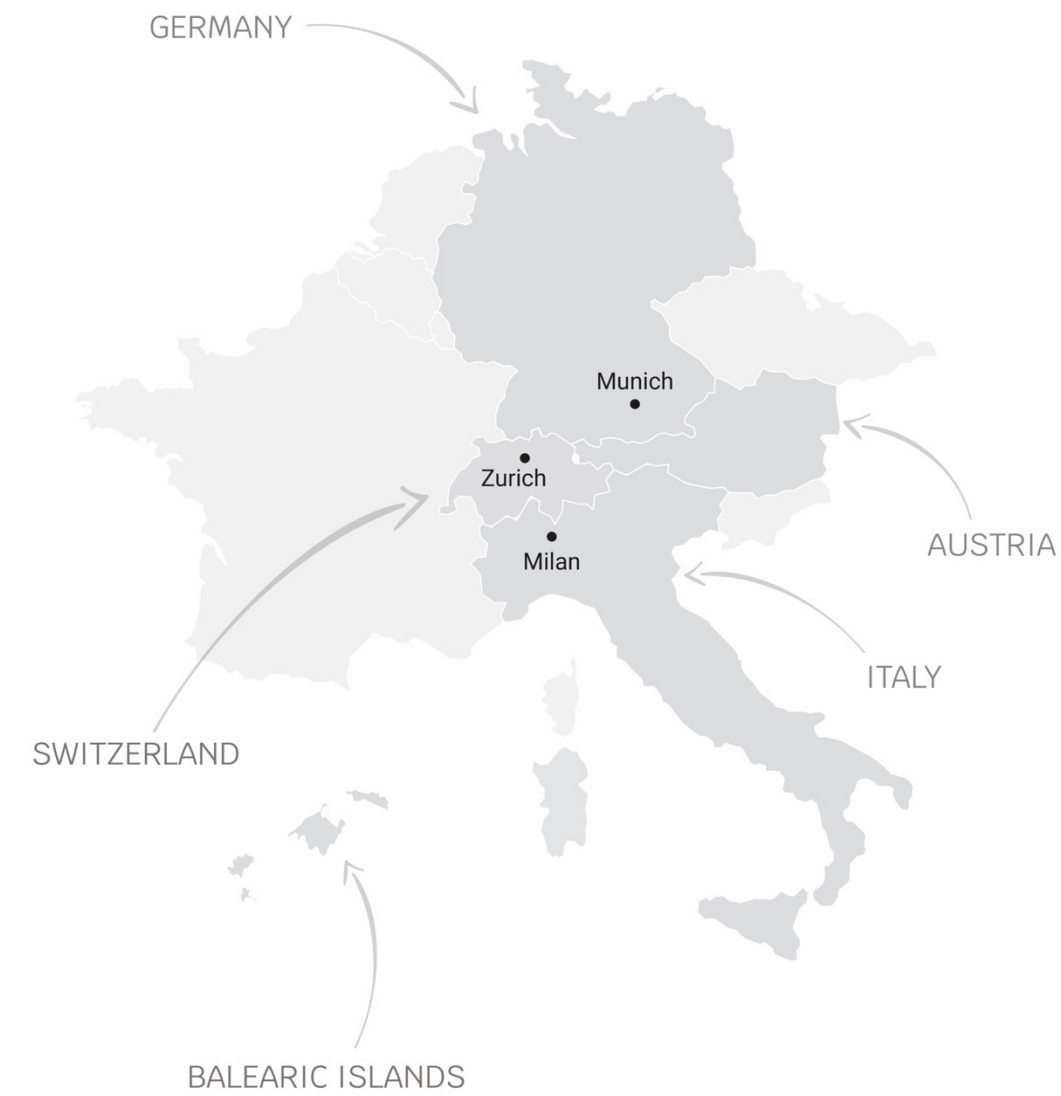 GERMANY
Munich
Zurich
Milan
AUSTRIA
ITALY
SWITZERLAND
BALEARIC ISLANDS